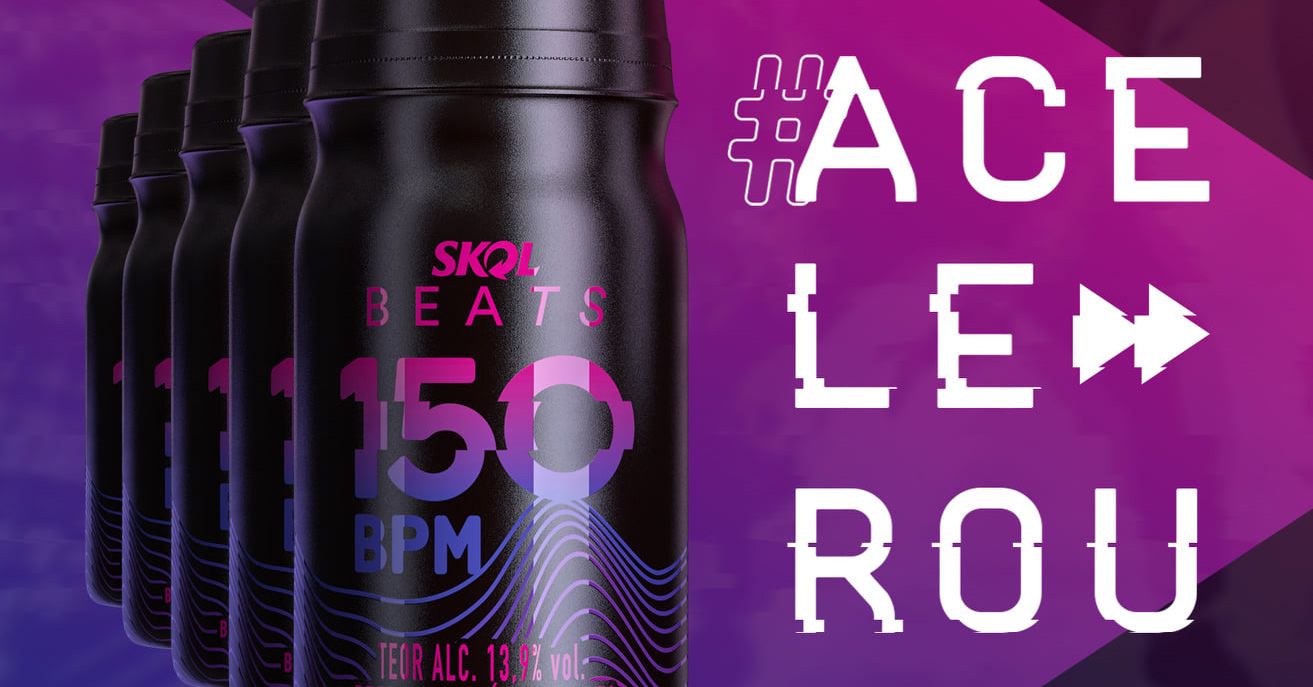 SKOL
BEATS
150
BPM
TEOR ALC. 13,9% vol.
#ACE
LE
ROU